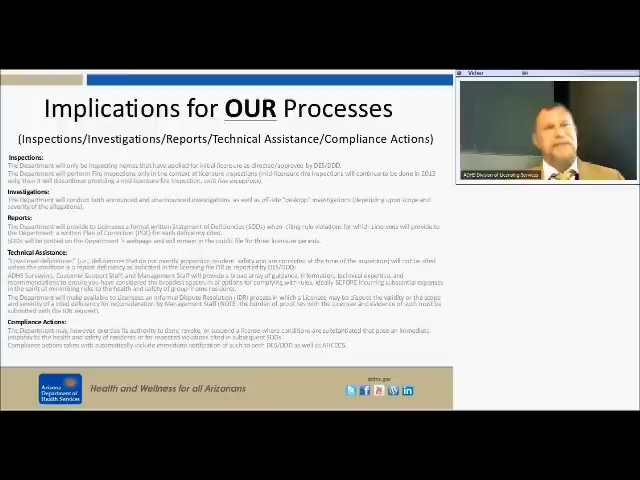 Implications for OUR Processes
(Inspections/Investigations/Reports/Technical Assistance/Compliance Actions)
Inspections:
The Department will only be inspecting homes that have applied for initial licensure as directed/approved by DES/DDD.
The Department will perform Fire Inspections only in the context of licensure inspections (mid-licensure fire inspections will continue to be done in 2013
only, then it will discontinue providing a mid-licensure fire inspection, with few exceptions).
Investigations:
The Department will conduct both announced and unannounced investigations as well as off-site "desktop" investigations (depending upon scope and
severity of the allegations).
Reports:
The Department will provide to Licensees a formal written Statement of Deficiencies (SODs) when citing rule violations for which Licensees will provide to
the Department a written Plan of Correction (POC) for each deficiency cited.
SODs will be posted on the Department's webpage and will remain in the public file for three licensure periods.
Technical Assistance:
"Low-level deficiencies" (i.e., deficiencies that do not overtly jeopardize resident safety and are corrected at the time of the inspection) will not be cited
unless the condition is a repeat deficiency as indicated in the licensing file OR as reported by DES/DDD.
ADHS Surveyors, Customer Support Staff, and Management Staff will provide a broad array of guidance, information, technical expertise, and
recommendations to ensure you have considered the broadest spectrum of options for complying with rules, ideally BEFORE incurring substantial expenses
in the spirit of minimizing risks to the health and safety of group-home residents.
The Department will make available to Licensees an Informal Dispute Resolution (IDR) process in which a Licensee may dispute the validity or the scope
and severity of a cited deficiency for reconsideration by Management Staff (NOTE: the burden of proof lies with the Licensee and evidence of such must be
submitted with the IDR request).
Compliance Actions:
The Department may, however, exercise its authority to deny, revoke, or suspend a license where conditions are substantiated that pose an immediate
jeopardy to the health and safety of residents or for repeated violations cited in subsequent SODs.
Compliance actions taken with automatically include immediate notification of such to both DES/DDD as well as AHCCCS.
Arizona
Department of
Health Services
Health and Wellness for all Arizonans
azdhs.gov
Video
ADHS Division of Licensing Services